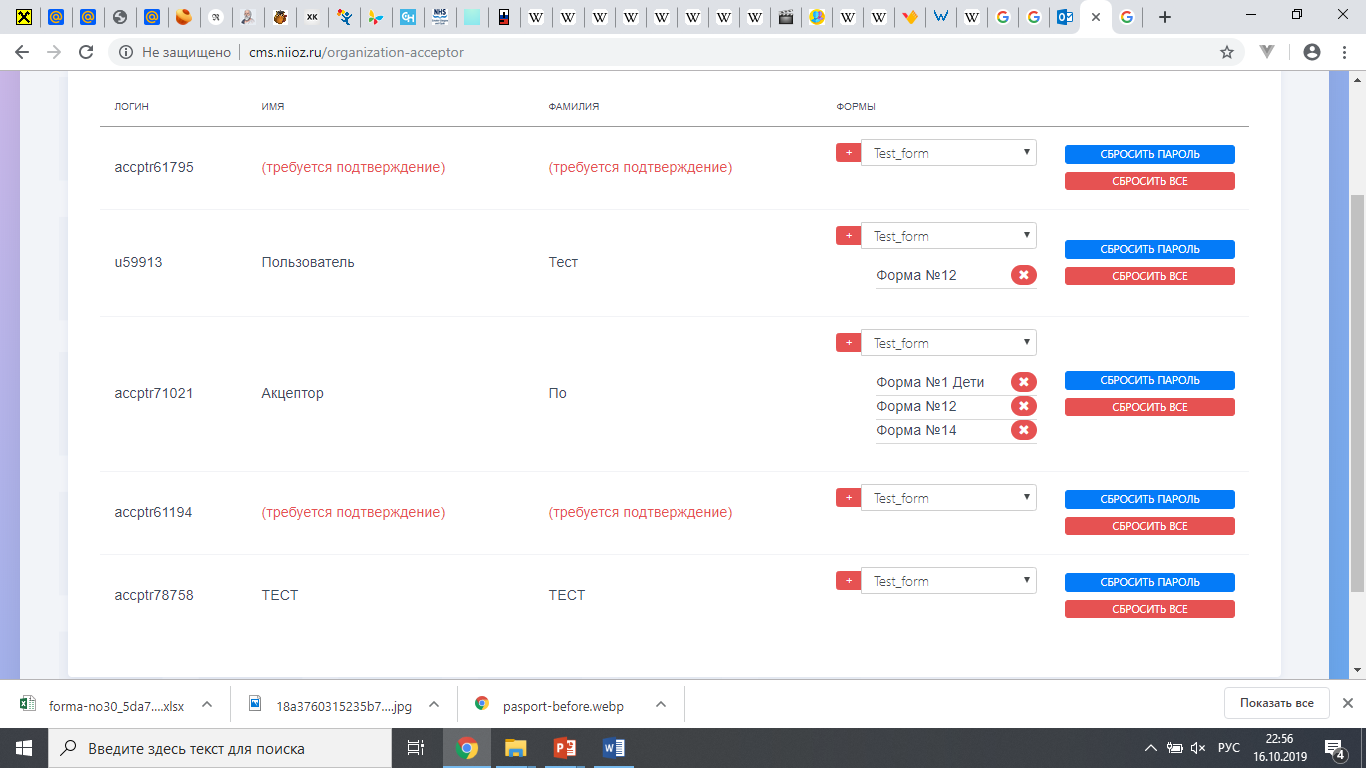 Не защищено cms.niioz.ru/organization-acceptor
ЛОГИН ИМЯ ФАМИЛИЯ ФОРМЫ
accptr61795 (требуется подтверждение) (требуется подтверждение) + Test_form СБРОСИТЬ ПАРОЛЬ
СБРОСИТЬ ВСЕ
u59913 Пользователь Тест + Test_form СБРОСИТЬ ПАРОЛЬ
Форма №12 СБРОСИТЬ ВСЕ
+ Test_form
accptr71021 Акцептор По Форма №1 Дети СБРОСИТЬ ПАРОЛЬ
Форма №12 СБРОСИТЬ ВСЕ
Форма №14
accptr61194 (требуется подтверждение) (требуется подтверждение) + Test_form СБРОСИТЬ ПАРОЛЬ
СБРОСИТЬ ВСЕ
accptr78758 ТЕСТ ТЕСТ + Test_form СБРОСИТЬ ПАРОЛЬ
СБРОСИТЬ ВСЕ
forma-no30_5da7....xlsx 18a3760315235b7....jpg pasport-before.webp Показать все
Введите здесь текст для поиска РУС 22:56
16.10.2019 4